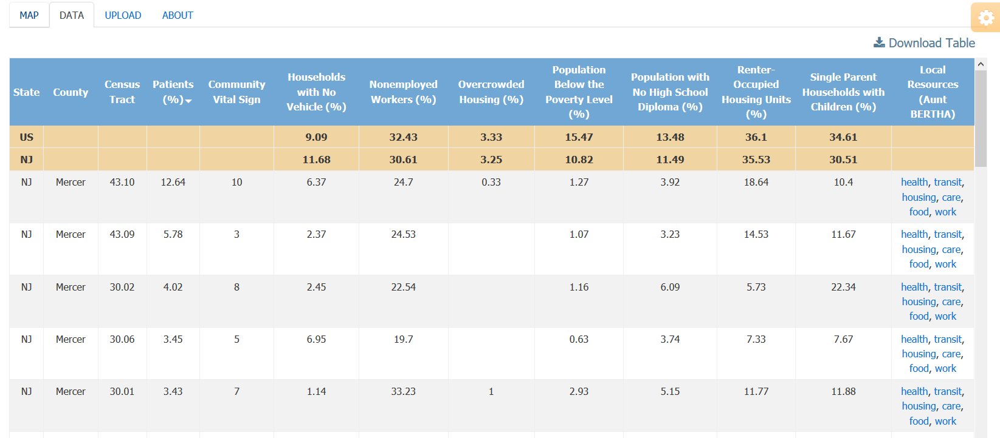 MAP DATA UPLOAD ABOUT
Download Table
State County Census Tract Patients (%) Community Vital Sign Households with No Vehicle (%) Nonemployed Workers (%) Overcrowded Housing (%) Population Below the Poverty Level (%) Population with No High School Diploma (%) Renter-Occupied Housing Units (%) Single Parent Households with Children (%) Local Resources (Aunt BERTHA)
US 9.09 32.43 3.33 15.47 13.48 36.1 34.61
NJ 11.68 30.61 3.25 10.82 11.49 35.53 30.51
NJ Mercer 43.10 12.64 10 6.37 24.7 0.33 1.27 3.92 18.64 10.4 health, transit,
housing, care,
food, work
NJ Mercer 43.09 5.78 3 2.37 24.53 1.07 3.23 14.53 11.67 health, transit,
housing, care,
food, work
NJ Mercer 30.02 4.02 8 2.45 22.54 1.16 6.09 5.73 22.34 health, transit,
housing, care,
food, work
NJ Mercer 30.06 3.45 5 6.95 19.7 0.63 3.74 7.33 7.67 health, transit,
housing, care,
food, work
NJ Mercer 30.01 3.43 7 1.14 33.23 1 2.93 5.15 11.77 11.88 health, transit,
housing, care,
food, work